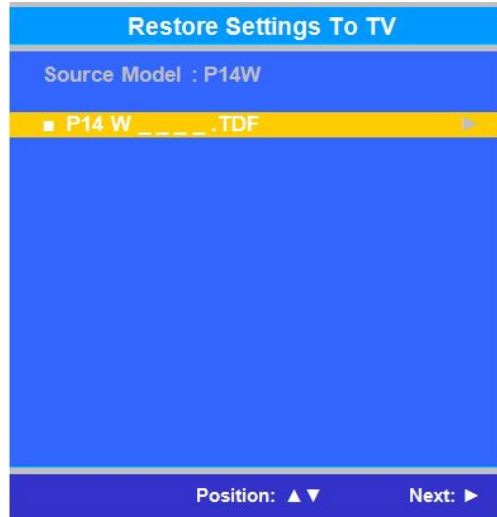 Restore Settings To TV
Source Model : P14W
■ P14 W _ _ _ _ .TDF ►
Position: ▲▼ Next: ►